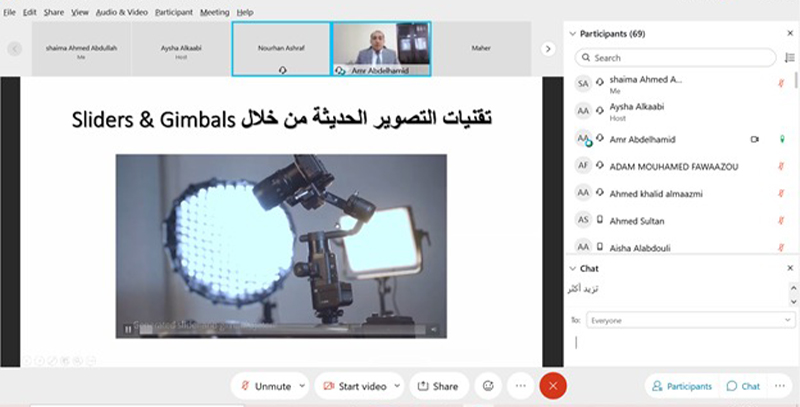 File Edit Share View Audio & Video Participant Meeting Help
shaima Ahmed Abdullah
Me
Aysha Alkaabi
Host
Nourhan Ashraf
Amr Abdelhamid
Maher
تقنيات التصوير الحديثة من خلال Sliders & Gimbals
Participants (69)
Search
SA shaima Ahmed A...
Me
AA Aysha Alkaabi
Host
AA Amr Abdelhamid
AF ADAM MOUHAMED FAWAAZOU
AA Ahmed khalid almaazmi
AS Ahmed Sultan
AA Aisha Alabdouli
Chat
تزيد أكثر
To: Everyone
Unmute
Start video
Share
Participants
Chat